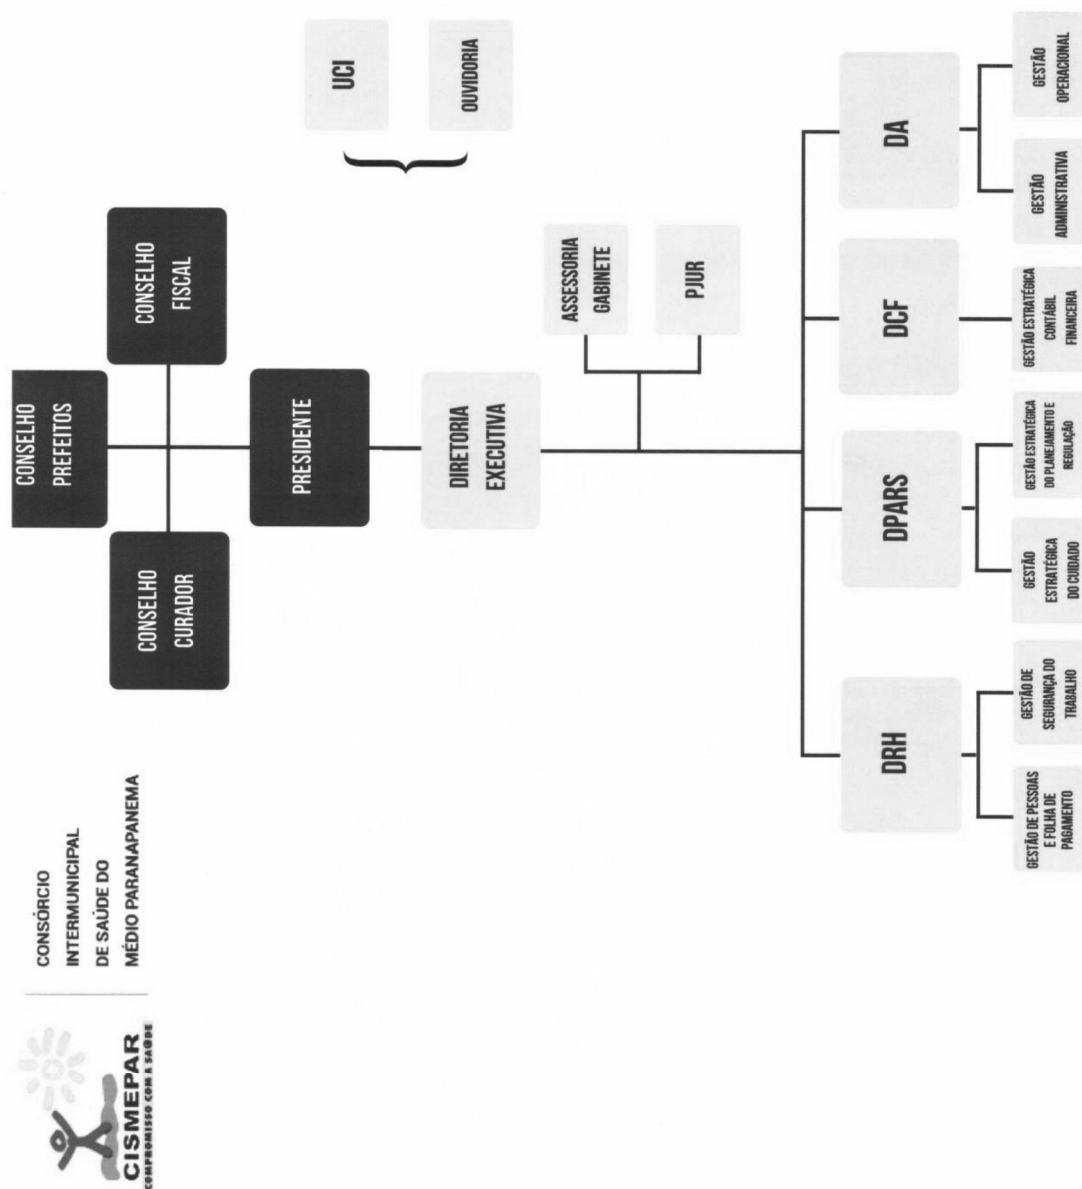 CISMEPAR
COMPROMISSO COM A SAÚDE
CONSÓRCIO
INTERMUNICIPAL
DE SAÚDE DO
MÉDIO PARANAPANEMA
CONSELHO
PREFEITOS
CONSELHO
CURADOR
CONSELHO
FISCAL
PRESIDENTE
UCI
OUVIDORIA
DIRETORIA
EXECUTIVA
ASSESSORIA
GABINETE
PJUR
DRH
DPARS
DCF
DA
GESTÃO DE PESSOAS
E FOLHA DE
PAGAMENTO
GESTÃO DE
SEGURANÇA DO
TRABALHO
GESTÃO
ESTRATÉGICA
DO CUIDADO
GESTÃO ESTRATÉGICA
DO PLANEJAMENTO E
REGULAÇÃO
GESTÃO ESTRATÉGICA
CONTÁBIL
FINANCEIRA
GESTÃO
ADMINISTRATIVA
GESTÃO
OPERACIONAL